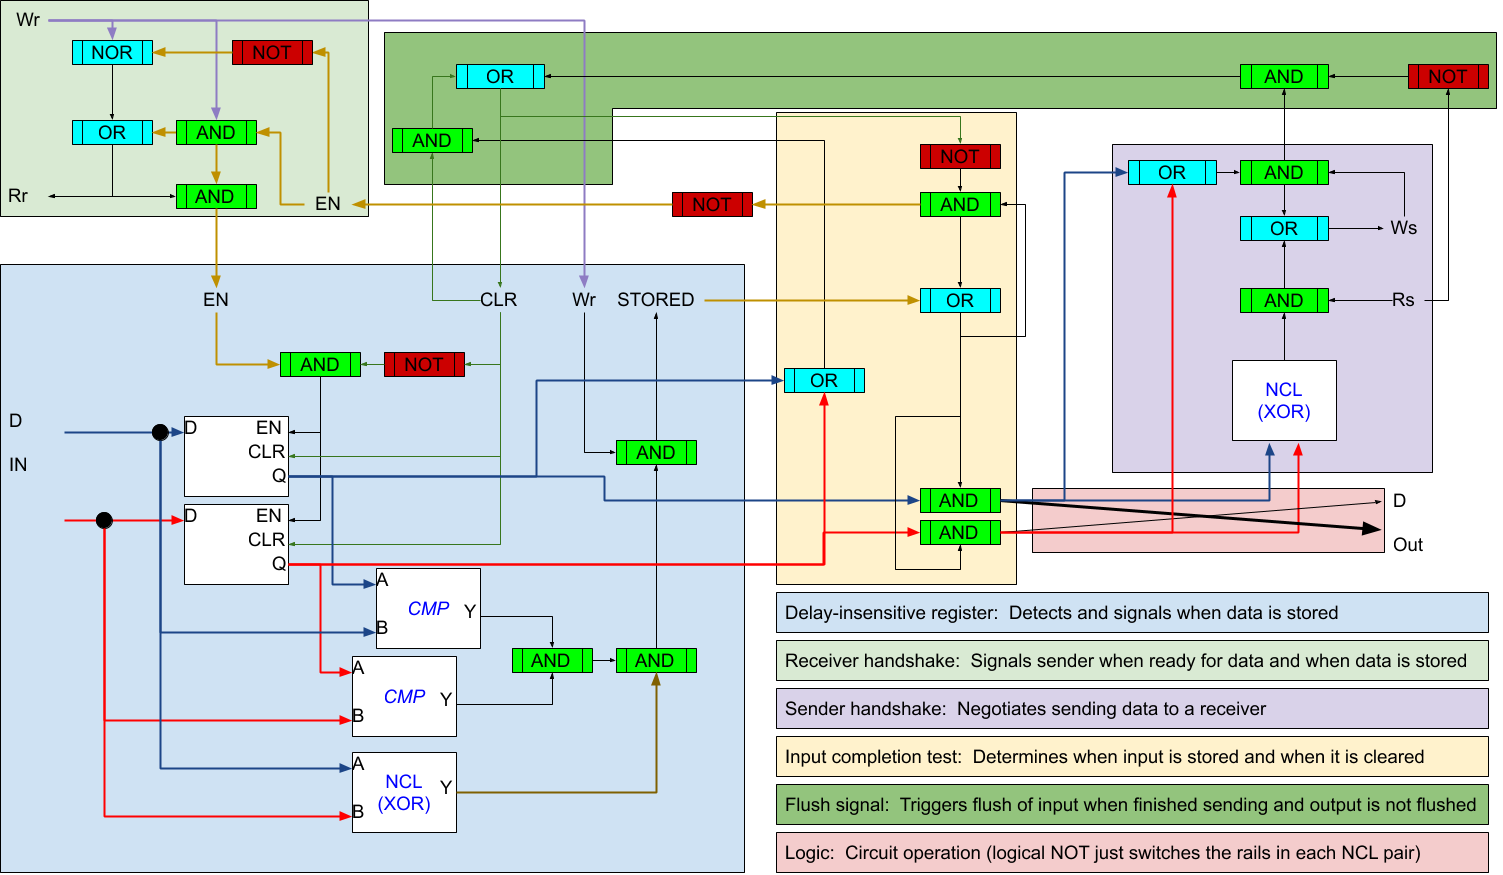 Wr
NOR
NOT
OR
AND
AND
Rr
EN
OR
AND
NOT
AND
NOT
NOT
AND
OR
AND
OR
Ws
AND
Rs
NCL
(XOR)
EN
CLR
Wr
STORED
OR
AND
NOT
OR
D
IN
D
EN
CLR
Q
AND
D
EN
CLR
Q
AND
AND
D
Out
A
CMP
Y
B
AND
AND
A
CMP
Y
B
A
NCL
(XOR)
Y
B
Delay-insensitive register: Detects and signals when data is stored
Receiver handshake: Signals sender when ready for data and when data is stored
Sender handshake: Negotiates sending data to a receiver
Input completion test: Determines when input is stored and when it is cleared
Flush signal: Triggers flush of input when finished sending and output is not flushed
Logic: Circuit operation (logical NOT just switches the rails in each NCL pair)